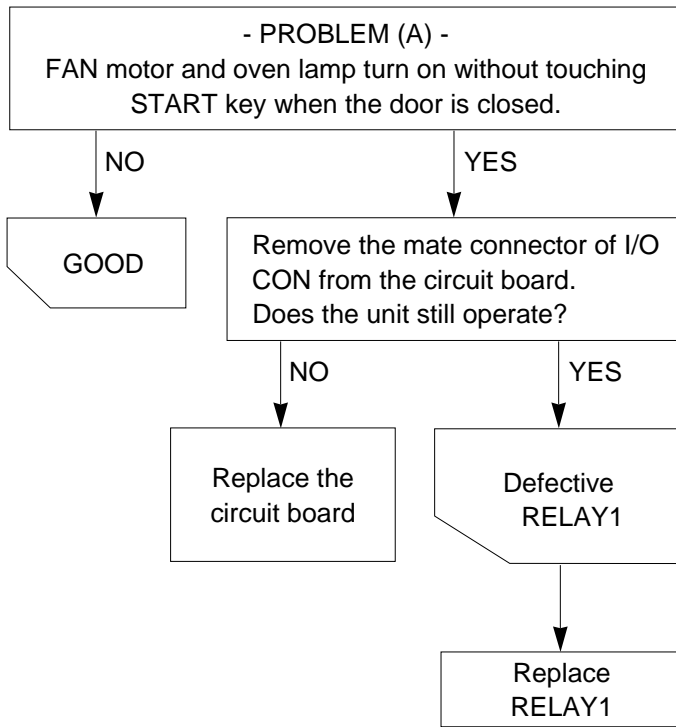 - PROBLEM (A) -
FAN motor and oven lamp turn on without touching
START key when the door is closed.
NO
YES
GOOD
Remove the mate connector of I/O
CON from the circuit board.
Does the unit still operate?
NO
YES
Replace the
circuit board
Defective
RELAY1
Replace
RELAY1